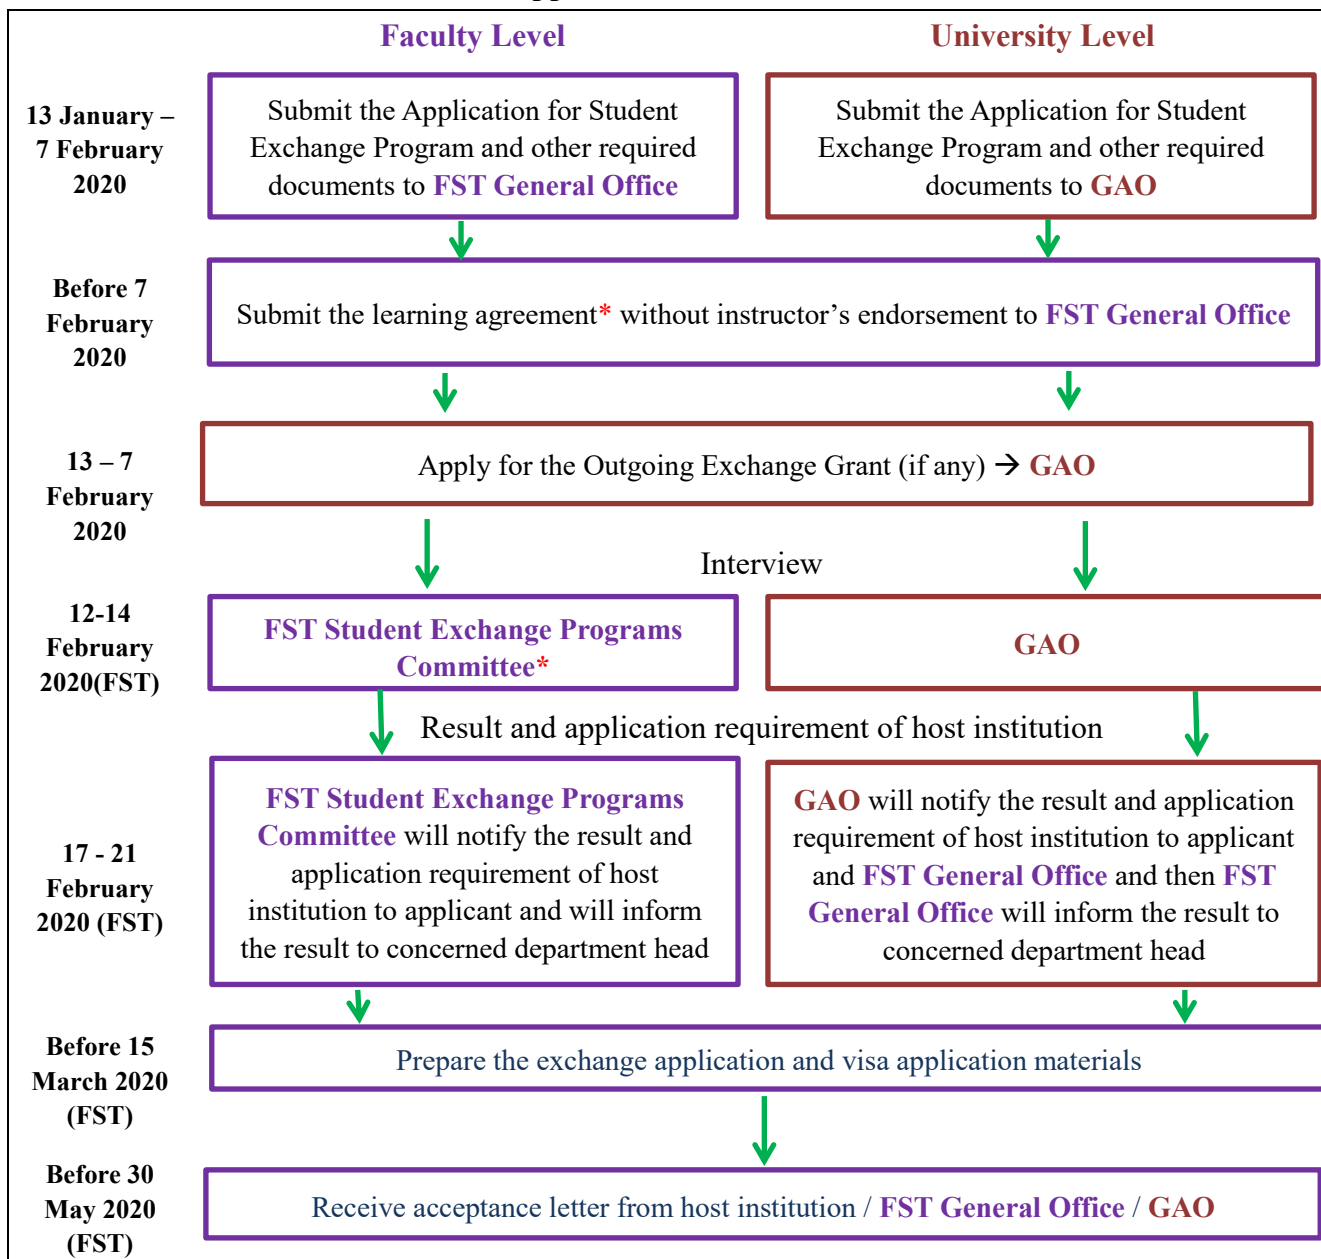 Faculty Level
University Level
13 January –
7 February
2020
Submit the Application for Student
Exchange Program and other required
documents to FST General Office
Submit the Application for Student
Exchange Program and other required
documents to GAO
Before 7
February
2020
Submit the learning agreement* without instructor’s endorsement to FST General Office
13 – 7
February
2020
Apply for the Outgoing Exchange Grant (if any) → GAO
Interview
12-14
February
2020(FST)
FST Student Exchange Programs
Committee*
GAO
Result and application requirement of host institution
17 - 21
February
2020 (FST)
FST Student Exchange Programs
Committee will notify the result and
application requirement of host
institution to applicant and will inform
the result to concerned department head
GAO will notify the result and application
requirement of host institution to applicant
and FST General Office and then FST
General Office will inform the result to
concerned department head
Before 15
March 2020
(FST)
Prepare the exchange application and visa application materials
Before 30
May 2020
(FST)
Receive acceptance letter from host institution / FST General Office / GAO